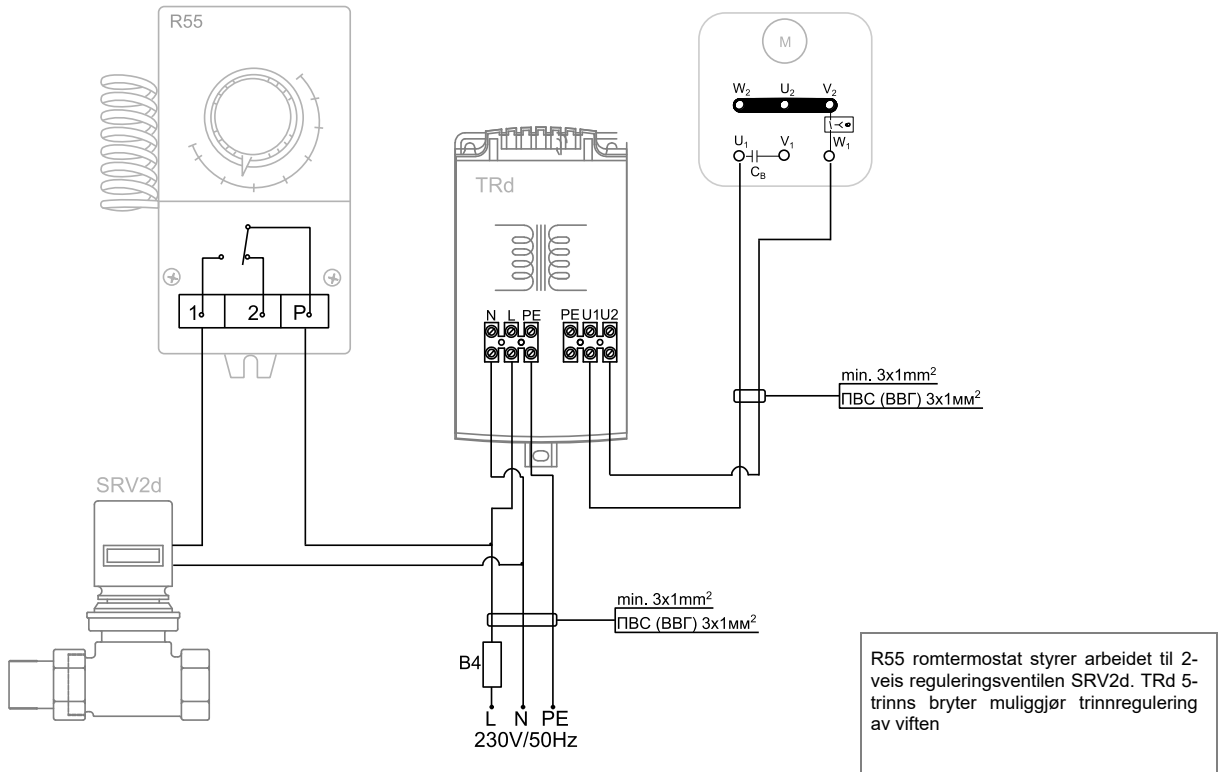 R55
M
W₂ U₂ V₂
U₁ V₁ W₁
C_B
TRd
1 2 P
N L PE PE U1 U2
min. 3x1mm²
ПВС (ВВГ) 3x1мм²
SRV2d
min. 3x1mm²
ПВС (ВВГ) 3x1мм²
B4
L N PE
230V/50Hz
R55 romtermostat styrer arbeidet til 2-
veis reguleringsventilen SRV2d. TRd 5-
trinns bryter muliggjør trinnregulering
av viften